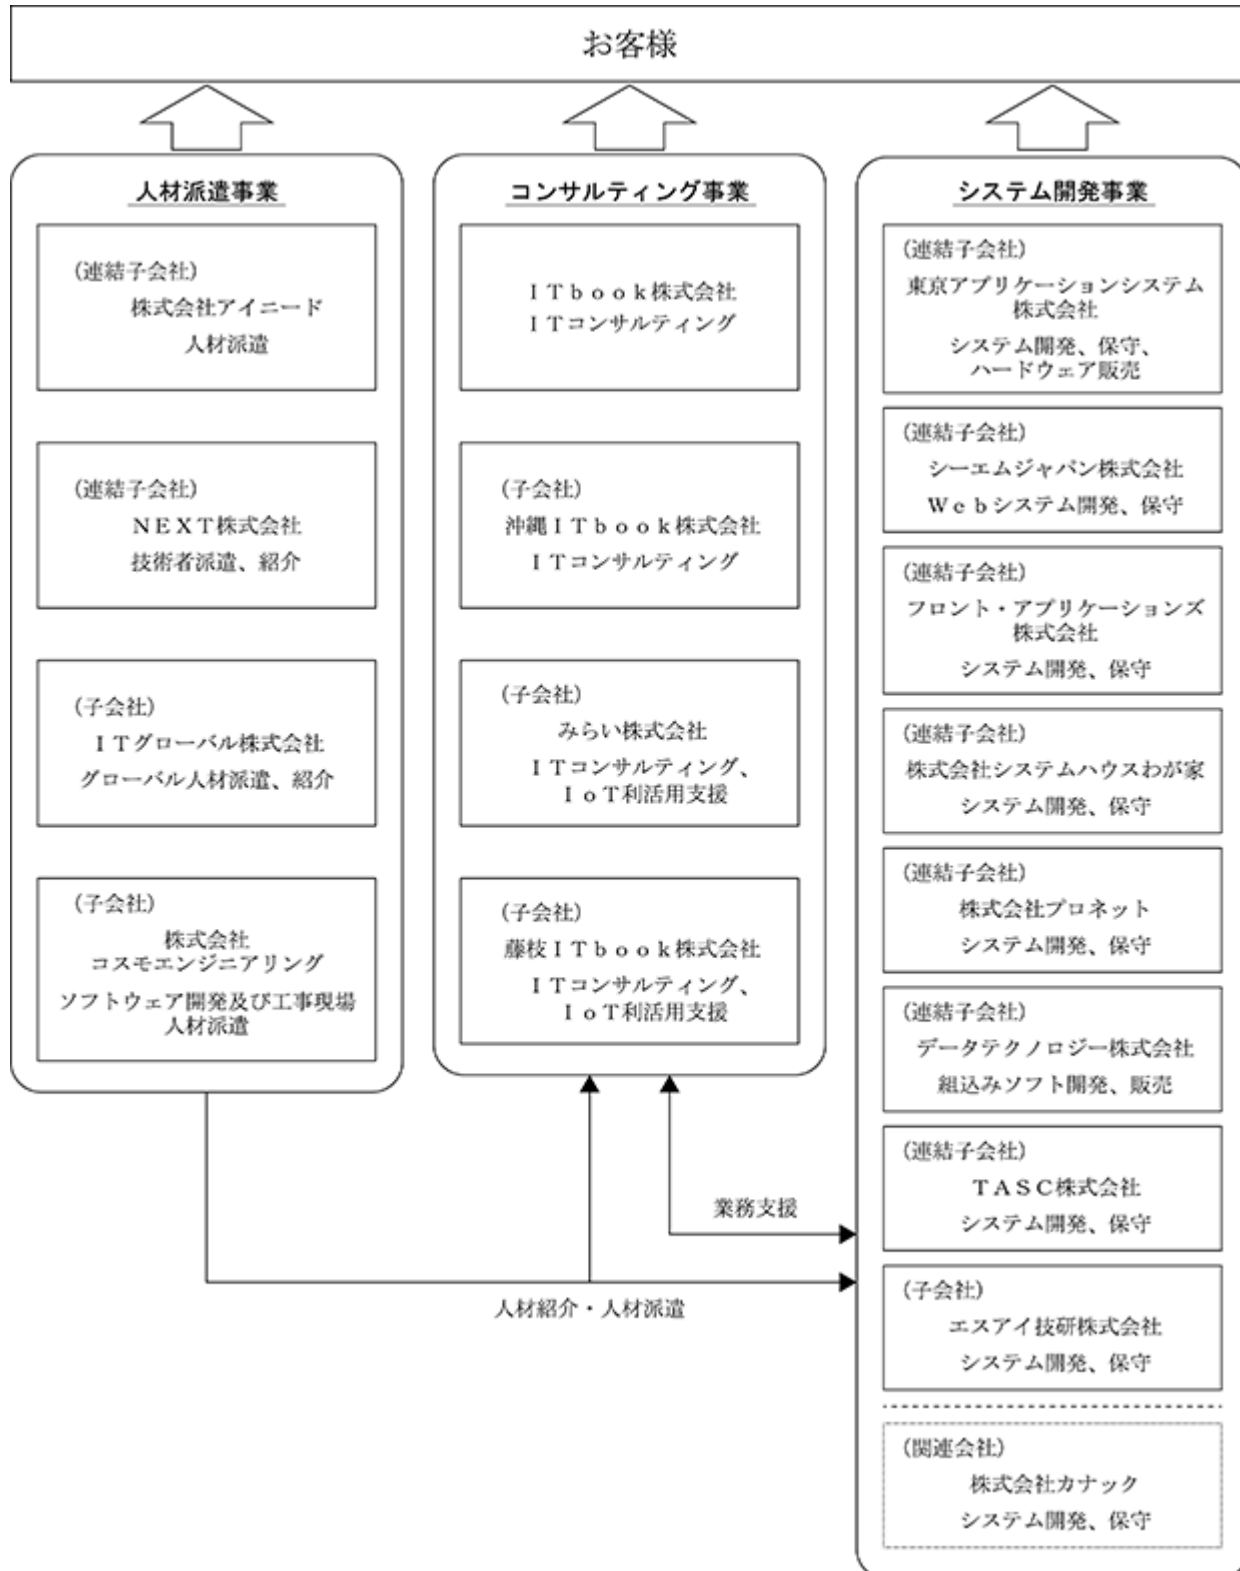 お客様
人材派遣事業
(連結子会社)
株式会社アイニード
人材派遣
(連結子会社)
ＮＥＸＴ株式会社
技術者派遣、紹介
(子会社)
ＩＴグローバル株式会社
グローバル人材派遣、紹介
(子会社)
株式会社
コスモエンジニアリング
ソフトウェア開発及び工事現場
人材派遣
コンサルティング事業
ＩＴｂｏｏｋ株式会社
ＩＴコンサルティング
(子会社)
沖縄ＩＴｂｏｏｋ株式会社
ＩＴコンサルティング
(子会社)
みらい株式会社
ＩＴコンサルティング、
ＩｏＴ利活用支援
(子会社)
藤枝ＩＴｂｏｏｋ株式会社
ＩＴコンサルティング、
ＩｏＴ利活用支援
システム開発事業
(連結子会社)
東京アプリケーションシステム
株式会社
システム開発、保守、
ハードウェア販売
(連結子会社)
シーエムジャパン株式会社
Ｗｅｂシステム開発、保守
(連結子会社)
フロント・アプリケーションズ
株式会社
システム開発、保守
(連結子会社)
株式会社システムハウスわが家
システム開発、保守
(連結子会社)
株式会社プロネット
システム開発、保守
(連結子会社)
データテクノロジー株式会社
組込みソフト開発、販売
(連結子会社)
ＴＡＳＣ株式会社
システム開発、保守
(子会社)
エスアイ技研株式会社
システム開発、保守
(関連会社)
株式会社カナック
システム開発、保守
業務支援
人材紹介・人材派遣